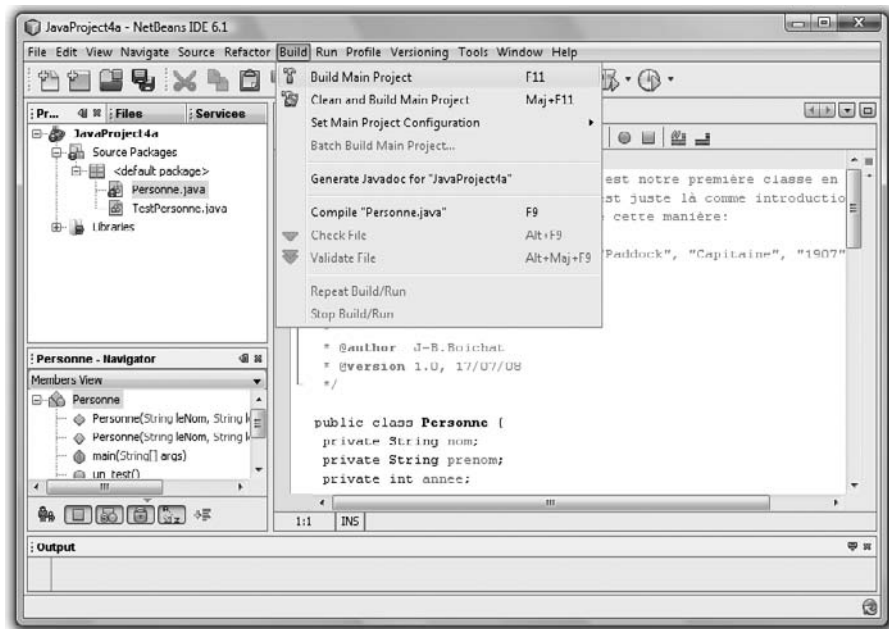 JavaProject4a - NetBeans IDE 6.1
File Edit View Navigate Source Refactor Build Run Profile Versioning Tools Window Help
Build Main Project F11
Clean and Build Main Project Maj+F11
Set Main Project Configuration
Batch Build Main Project...
Generate Javadoc for "JavaProject4a"
Compile "Personne.java" F9
Check File Alt+F9
Validate File Alt+Maj+F9
Repeat Build/Run
Stop Build/Run
Pr... Files Services
JavaProject4a
Source Packages
<default package>
Personne.java
TestPersonne.java
Libraries
est notre première classe en
st juste là comme introductio
cette manière:
"Paddock", "Capitaine", "1907"
*
* @author J-B.Boichat
* @version 1.0, 17/07/08
*/
public class Personne {
private String nom;
private String prenom;
private int annee;
Personne - Navigator
Members View
Personne
Personne(String leNom, String l
Personne(String leNom, String l
main(String[] args)
un_test()
1:1 INS
Output